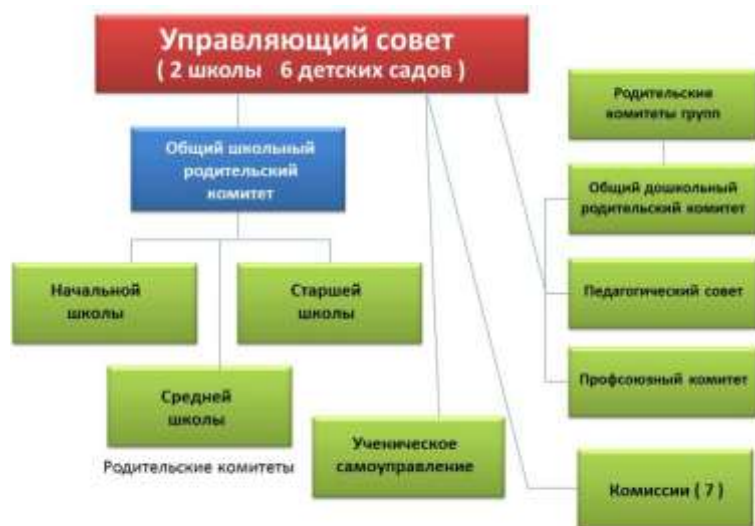 Управляющий совет
( 2 школы 6 детских садов )
Общий школьный
родительский
комитет
Начальной
школы
Старшей
школы
Средней
школы
Родительские комитеты
Ученическое
самоуправление
Родительские
комитеты групп
Общий дошкольный
родительский комитет
Педагогический совет
Профсоюзный комитет
Комиссии ( 7 )